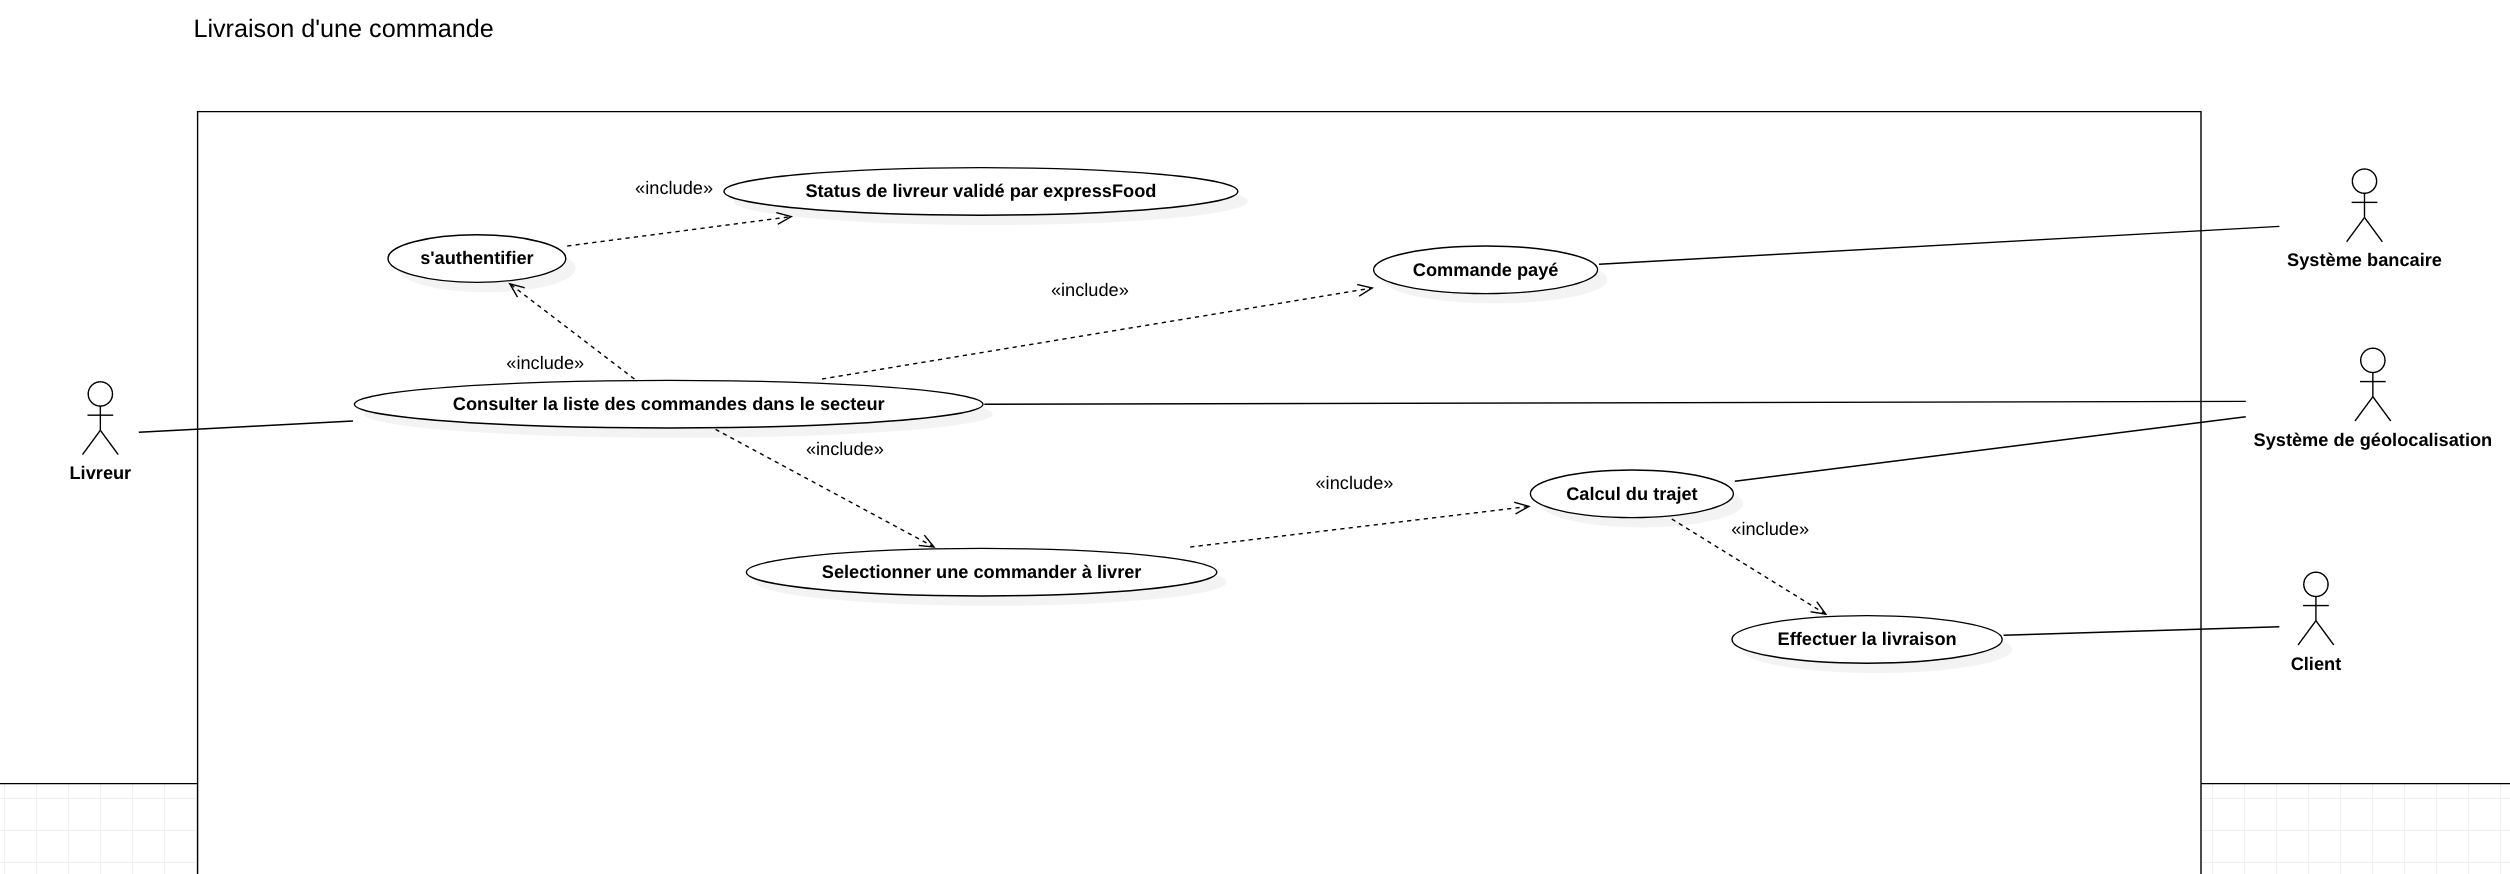 Livraison d'une commande
«include»
Status de livreur validé par expressFood
s'authentifier
Commande payé
Système bancaire
«include»
«include»
Consulter la liste des commandes dans le secteur
Livreur
Système de géolocalisation
«include»
«include»
Calcul du trajet
«include»
Selectionner une commander à livrer
Effectuer la livraison
Client